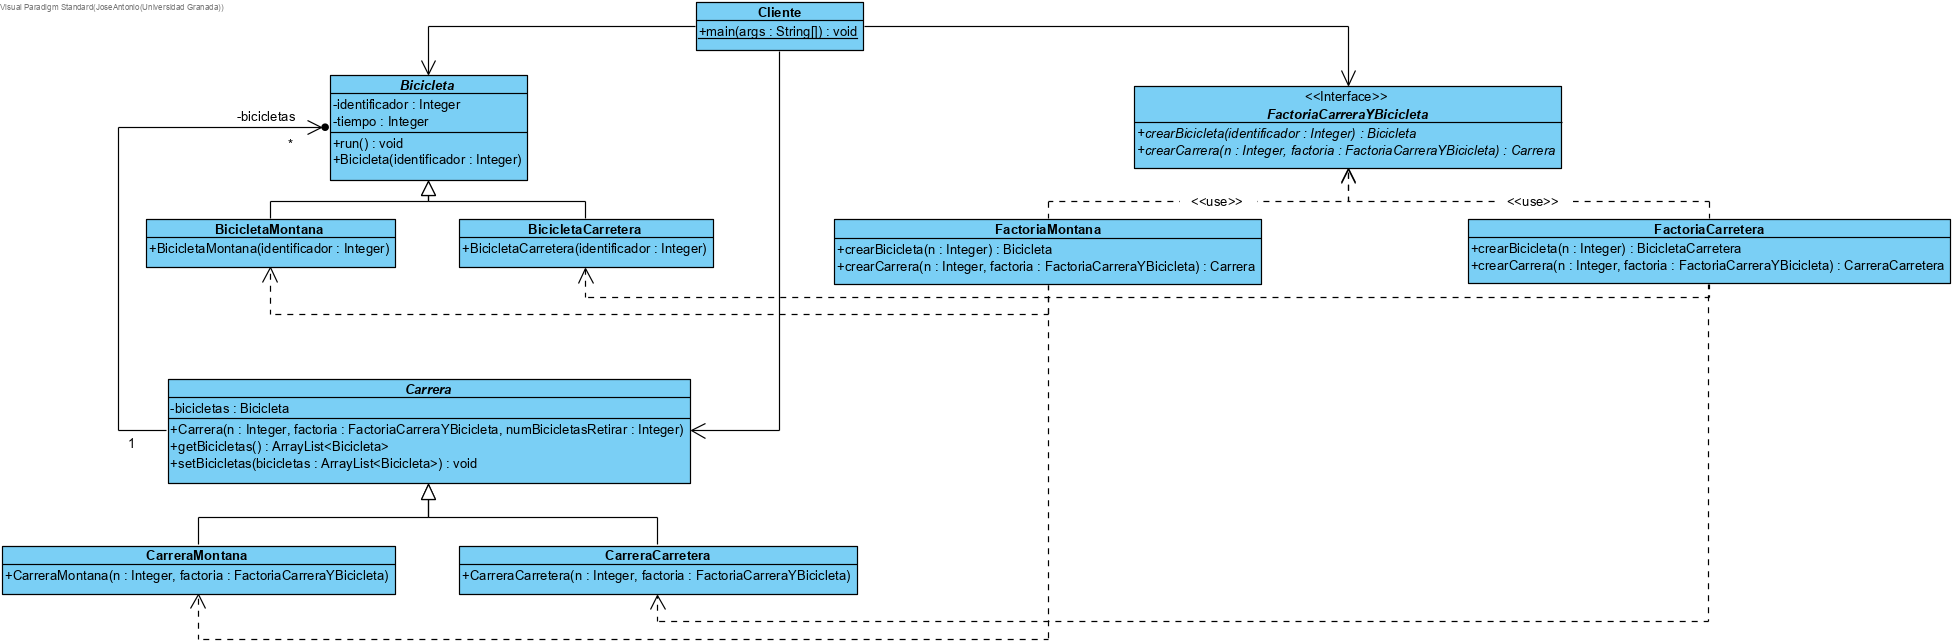 Visual Paradigm Standard(JoseAntonio(Universidad Granada))
Cliente
+main(args : String[]) : void
Bicicleta
-identificador : Integer
-tiempo : Integer
+run() : void
+Bicicleta(identificador : Integer)
-bicicletas
*
<<Interface>>
FactoriaCarreraYBicicleta
+crearBicicleta(identificador : Integer) : Bicicleta
+crearCarrera(n : Integer, factoria : FactoriaCarreraYBicicleta) : Carrera
<<use>>
<<use>>
BicicletaMontana
+BicicletaMontana(identificador : Integer)
BicicletaCarretera
+BicicletaCarretera(identificador : Integer)
FactoriaMontana
+crearBicicleta(n : Integer) : Bicicleta
+crearCarrera(n : Integer, factoria : FactoriaCarreraYBicicleta) : Carrera
FactoriaCarretera
+crearBicicleta(n : Integer) : BicicletaCarretera
+crearCarrera(n : Integer, factoria : FactoriaCarreraYBicicleta) : CarreraCarretera
Carrera
-bicicletas : Bicicleta
+Carrera(n : Integer, factoria : FactoriaCarreraYBicicleta, numBicicletasRetirar : Integer)
+getBicicletas() : ArrayList<Bicicleta>
+setBicicletas(bicicletas : ArrayList<Bicicleta>) : void
1
CarreraMontana
+CarreraMontana(n : Integer, factoria : FactoriaCarreraYBicicleta)
CarreraCarretera
+CarreraCarretera(n : Integer, factoria : FactoriaCarreraYBicicleta)